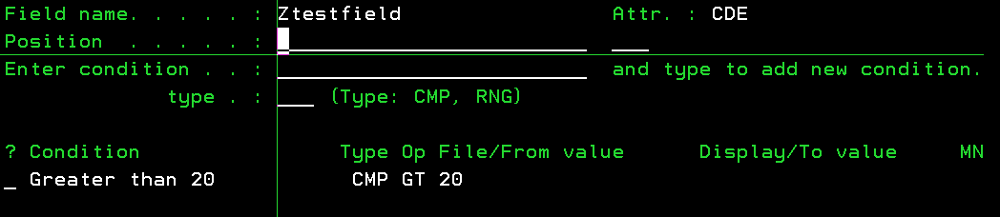 Field name. . . . . : Ztestfield Attr. : CDE
Position . . . . . :
Enter condition . . : and type to add new condition.
type . : (Type: CMP, RNG)
? Condition Type Op File/From value Display/To value MN
_ Greater than 20 CMP GT 20